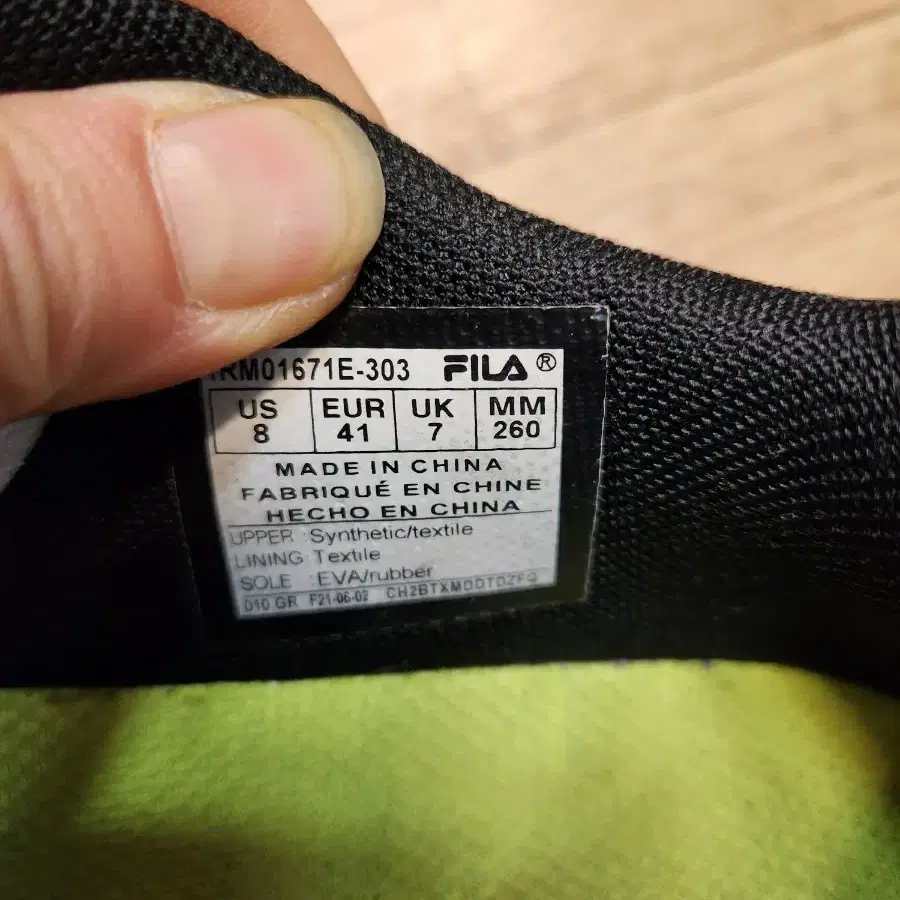 1RM01671E-303 FILA®
US EUR UK MM
8 41 7 260
MADE IN CHINA
FABRIQUÉ EN CHINE
HECHO EN CHINA
UPPER :Synthetic/textile
LINING Textile
SOLE :EVA/rubber
D10 GR F21-06-02 CH2BTXMDDTDZFQ